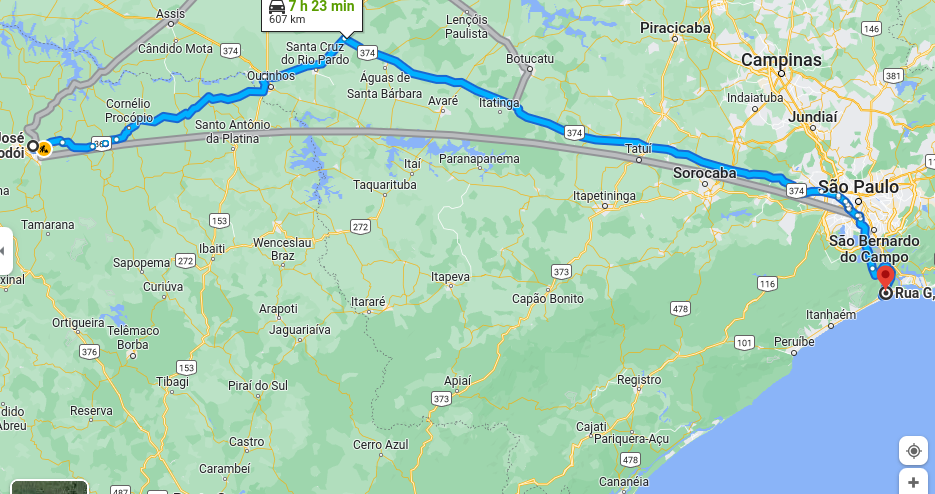 7 h 23 min
607 km
Assis
Cândido Mota
374
Santa Cruz
do Rio Pardo
374
Lençóis
Paulista
Botucatu
Piracicaba
146
Campinas
381
Indaiatuba
Jundiaí
Ourinhos
Águas de
Santa Bárbara
Avaré
Itatinga
Cornélio
Procópio
Santo Antônio
da Platina
José
odói
374
Tatuí
Itaí
Paranapanema
Taquarituba
Sorocaba
374
São Paulo
Itapetininga
São Bernardo
do Campo
Rua G,
Tamarana
153
272
Ibaiti
Wenceslau
Braz
Sapopema
272
Curiúva
xinal
Itapeva
373
Capão Bonito
116
478
Itanhaém
Itararé
Arapoti
Jaguariaíva
Ortigueira
Telêmaco
Borba
376
101
Peruíbe
153
Tibagi
Piraí do Sul
Apiaí
373
Registro
Reserva
dido
Abreu
Castro
Cerro Azul
Cajati
Pariquera-Açu
Carambeí
478
Cananéia
487